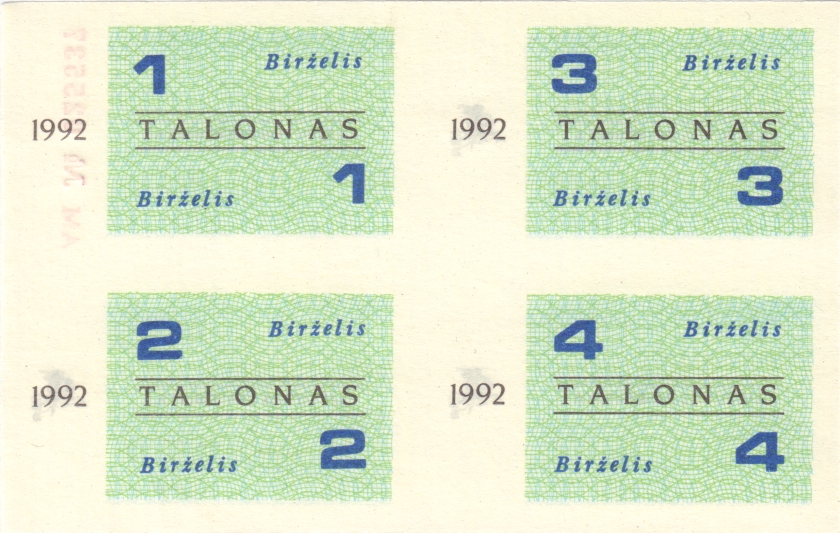 1 Birželis
1992 TALONAS
Birželis 1
3 Birželis
1992 TALONAS
Birželis 3
2 Birželis
1992 TALONAS
Birželis 2
4 Birželis
1992 TALONAS
Birželis 4